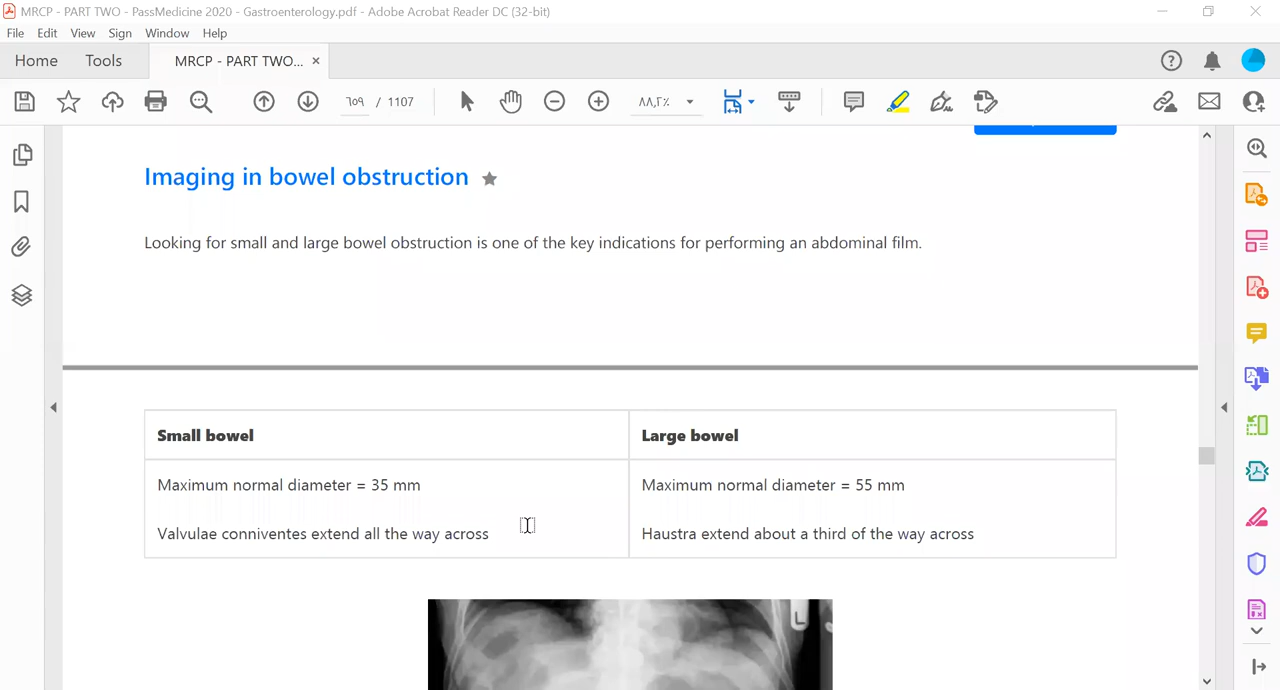 MRCP - PART TWO - PassMedicine 2020 - Gastroenterology.pdf - Adobe Acrobat Reader DC (32-bit)
File Edit View Sign Window Help
Home Tools MRCP - PART TWO... ×
٦٥٩ / 1107 ٨٨,٢٪
Imaging in bowel obstruction
Looking for small and large bowel obstruction is one of the key indications for performing an abdominal film.
Small bowel Large bowel
Maximum normal diameter = 35 mm Maximum normal diameter = 55 mm
Valvulae conniventes extend all the way across Haustra extend about a third of the way across
L